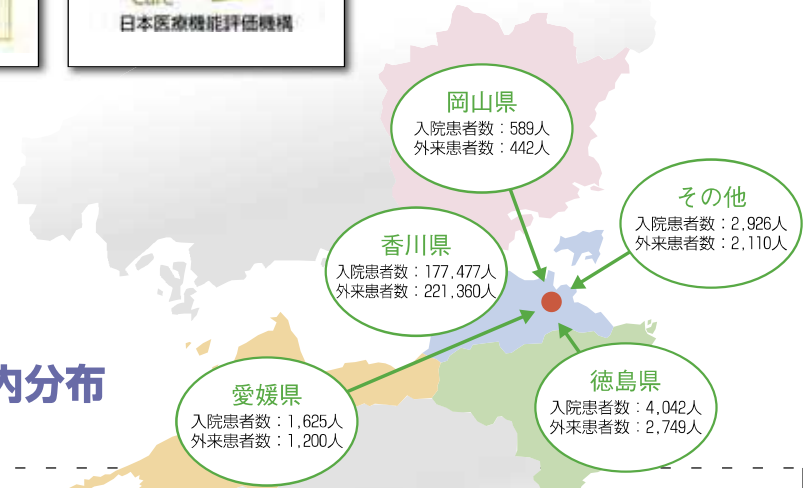 Care
日本医療機能評価機構
岡山県
入院患者数：589人
外来患者数：442人
その他
入院患者数：2,926人
外来患者数：2,110人
香川県
入院患者数：177,477人
外来患者数：221,360人
内分布
愛媛県
入院患者数：1,625人
外来患者数：1,200人
徳島県
入院患者数：4,042人
外来患者数：2,749人